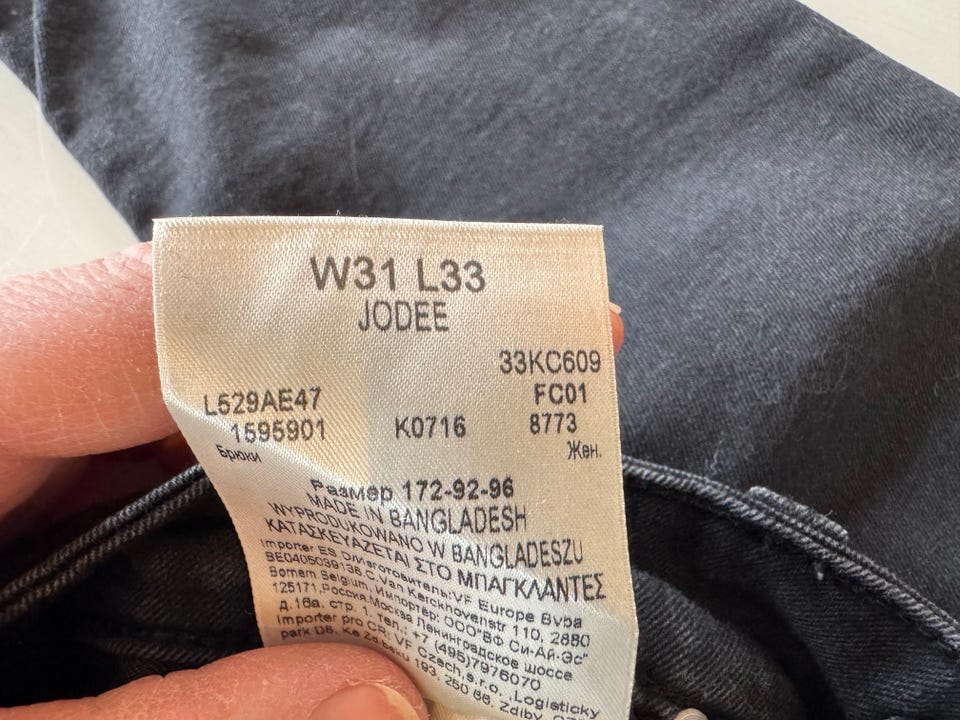 W31 L33
JODEE
33KC609
L529AE47 FC01
1595901 K0716 8773
Брюки Жен.
Размер 172-92-96
MADE IN BANGLADESH
WYPRODUKOWANO W BANGLADESZU
ΚΑΤΑΣΚΕΥΑΖΕΤΑΙ ΣΤΟ ΜΠΑΓΚΛΑΝΤΕΣ
Importer ES D/Изготовитель:VF Europe Bvba
BE0405039136.C.Van Kerckhovenstr 110, 2880
Bornem Belgium. Импортёр: ООО"ВФ Си-Ай-Эс"
125171,Россия,Москва Ленинградское шоссе
д.16а, стр. 1. тел. +7 (495)7976070
Importer pro CR: VF Czech,s.r.o. ,Logisticky
park D6, Ke Zdibsku 193, 250 66, Zdiby,